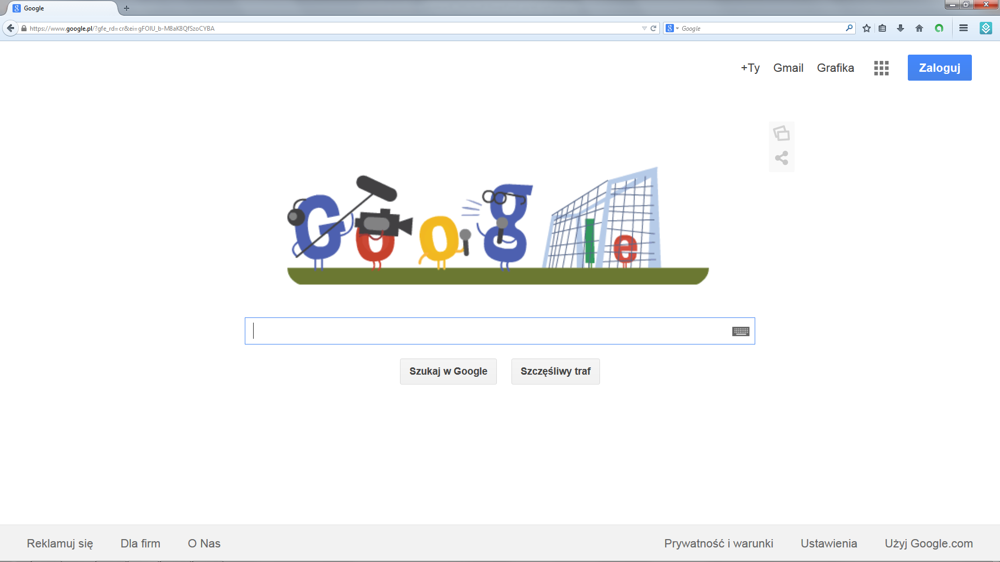 Google
https://www.google.pl/?gfe_rd=cr&ei=gFOIU_b-M8aK8QfSzoCYBA
Google
+Ty Gmail Grafika Zaloguj
Google
Szukaj w Google Szczęśliwy traf
Reklamuj się Dla firm O Nas Prywatność i warunki Ustawienia Użyj Google.com